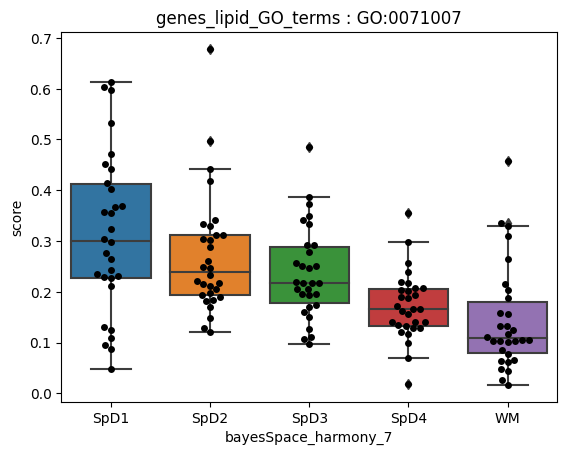 genes_lipid_GO_terms : GO:0071007
0.7
0.6
0.5
0.4
0.3
0.2
0.1
0.0
score
SpD1 SpD2 SpD3 SpD4 WM
bayesSpace_harmony_7